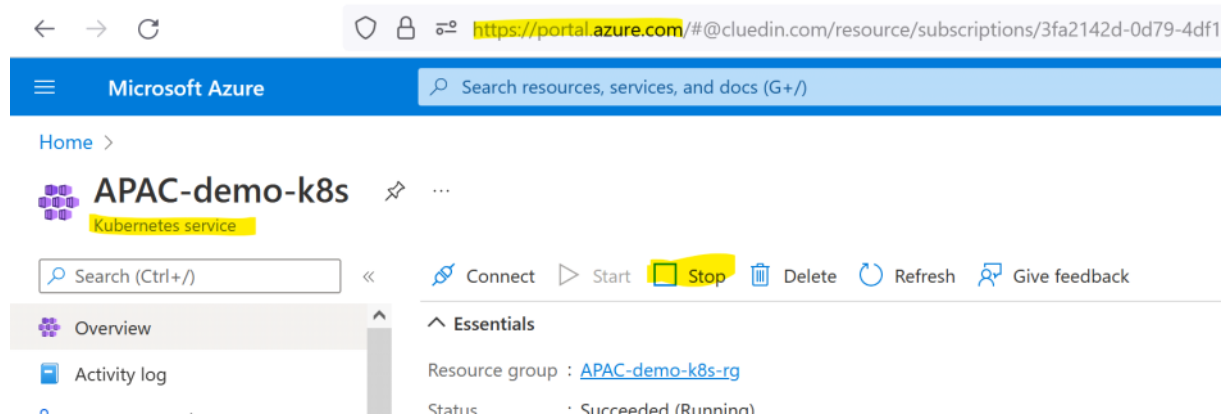 https://portal.azure.com/#@cluedin.com/resource/subscriptions/3fa2142d-0d79-4df1
Microsoft Azure
Search resources, services, and docs (G+/)
Home >
APAC-demo-k8s
...
Kubernetes service
Search (Ctrl+/)
«
Connect
Start
Stop
Delete
Refresh
Give feedback
Overview
Essentials
Activity log
Resource group : APAC-demo-k8s-rg
Status : Succeeded (Running)